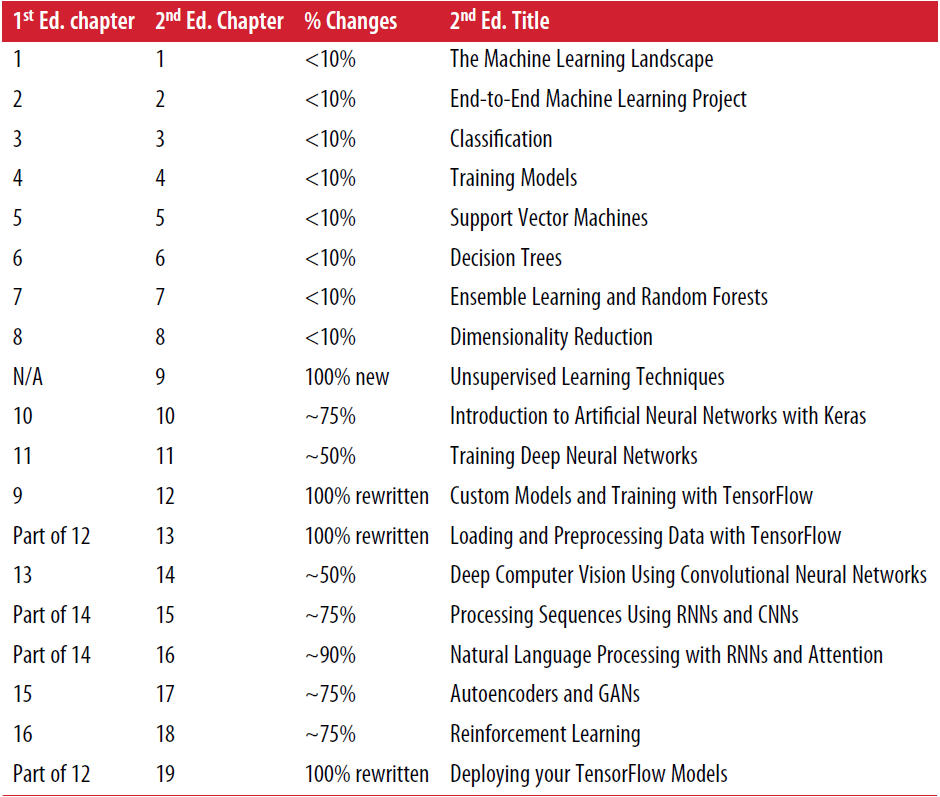 1st Ed. chapter 2nd Ed. Chapter % Changes 2nd Ed. Title
1 1 <10% The Machine Learning Landscape
2 2 <10% End-to-End Machine Learning Project
3 3 <10% Classification
4 4 <10% Training Models
5 5 <10% Support Vector Machines
6 6 <10% Decision Trees
7 7 <10% Ensemble Learning and Random Forests
8 8 <10% Dimensionality Reduction
N/A 9 100% new Unsupervised Learning Techniques
10 10 ~75% Introduction to Artificial Neural Networks with Keras
11 11 ~50% Training Deep Neural Networks
9 12 100% rewritten Custom Models and Training with TensorFlow
Part of 12 13 100% rewritten Loading and Preprocessing Data with TensorFlow
13 14 ~50% Deep Computer Vision Using Convolutional Neural Networks
Part of 14 15 ~75% Processing Sequences Using RNNs and CNNs
Part of 14 16 ~90% Natural Language Processing with RNNs and Attention
15 17 ~75% Autoencoders and GANs
16 18 ~75% Reinforcement Learning
Part of 12 19 100% rewritten Deploying your TensorFlow Models